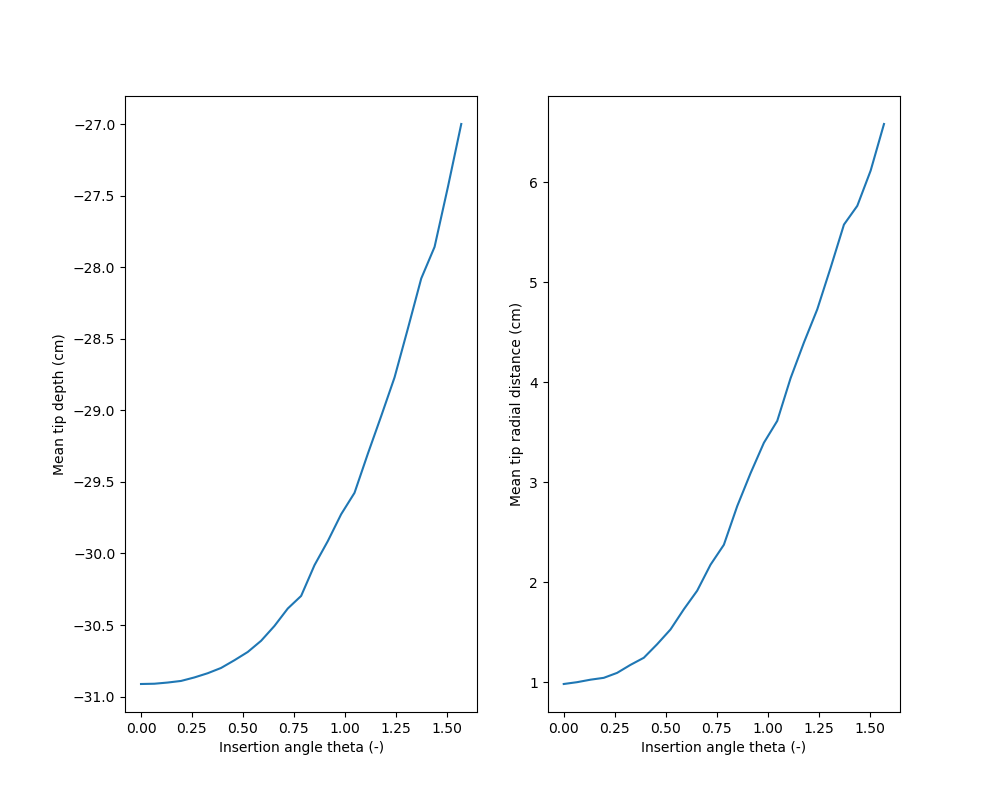 −27.0
−27.5
−28.0
−28.5
−29.0
−29.5
−30.0
−30.5
−31.0
Mean tip depth (cm)
0.00 0.25 0.50 0.75 1.00 1.25 1.50
Insertion angle theta (-)
6
5
4
3
2
1
Mean tip radial distance (cm)
0.00 0.25 0.50 0.75 1.00 1.25 1.50
Insertion angle theta (-)